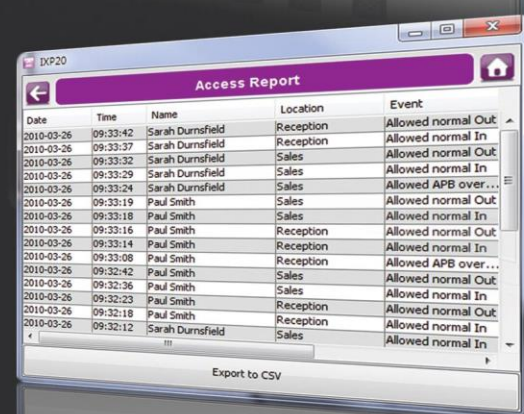 IXP20
Access Report
Date Time Name Location Event
2010-03-26 09:33:42 Sarah Durnsfield Reception Allowed normal Out
2010-03-26 09:33:37 Sarah Durnsfield Reception Allowed normal In
2010-03-26 09:33:32 Sarah Durnsfield Sales Allowed normal Out
2010-03-26 09:33:29 Sarah Durnsfield Sales Allowed normal In
2010-03-26 09:33:24 Sarah Durnsfield Sales Allowed APB over...
2010-03-26 09:33:19 Paul Smith Sales Allowed normal Out
2010-03-26 09:33:18 Paul Smith Sales Allowed normal In
2010-03-26 09:33:16 Paul Smith Reception Allowed normal Out
2010-03-26 09:33:14 Paul Smith Reception Allowed normal In
2010-03-26 09:33:08 Paul Smith Reception Allowed APB over...
2010-03-26 09:32:42 Paul Smith Sales Allowed normal Out
2010-03-26 09:32:36 Paul Smith Sales Allowed normal In
2010-03-26 09:32:23 Paul Smith Reception Allowed normal Out
2010-03-26 09:32:18 Paul Smith Reception Allowed normal In
2010-03-26 09:32:12 Sarah Durnsfield Sales Allowed normal In
Export to CSV